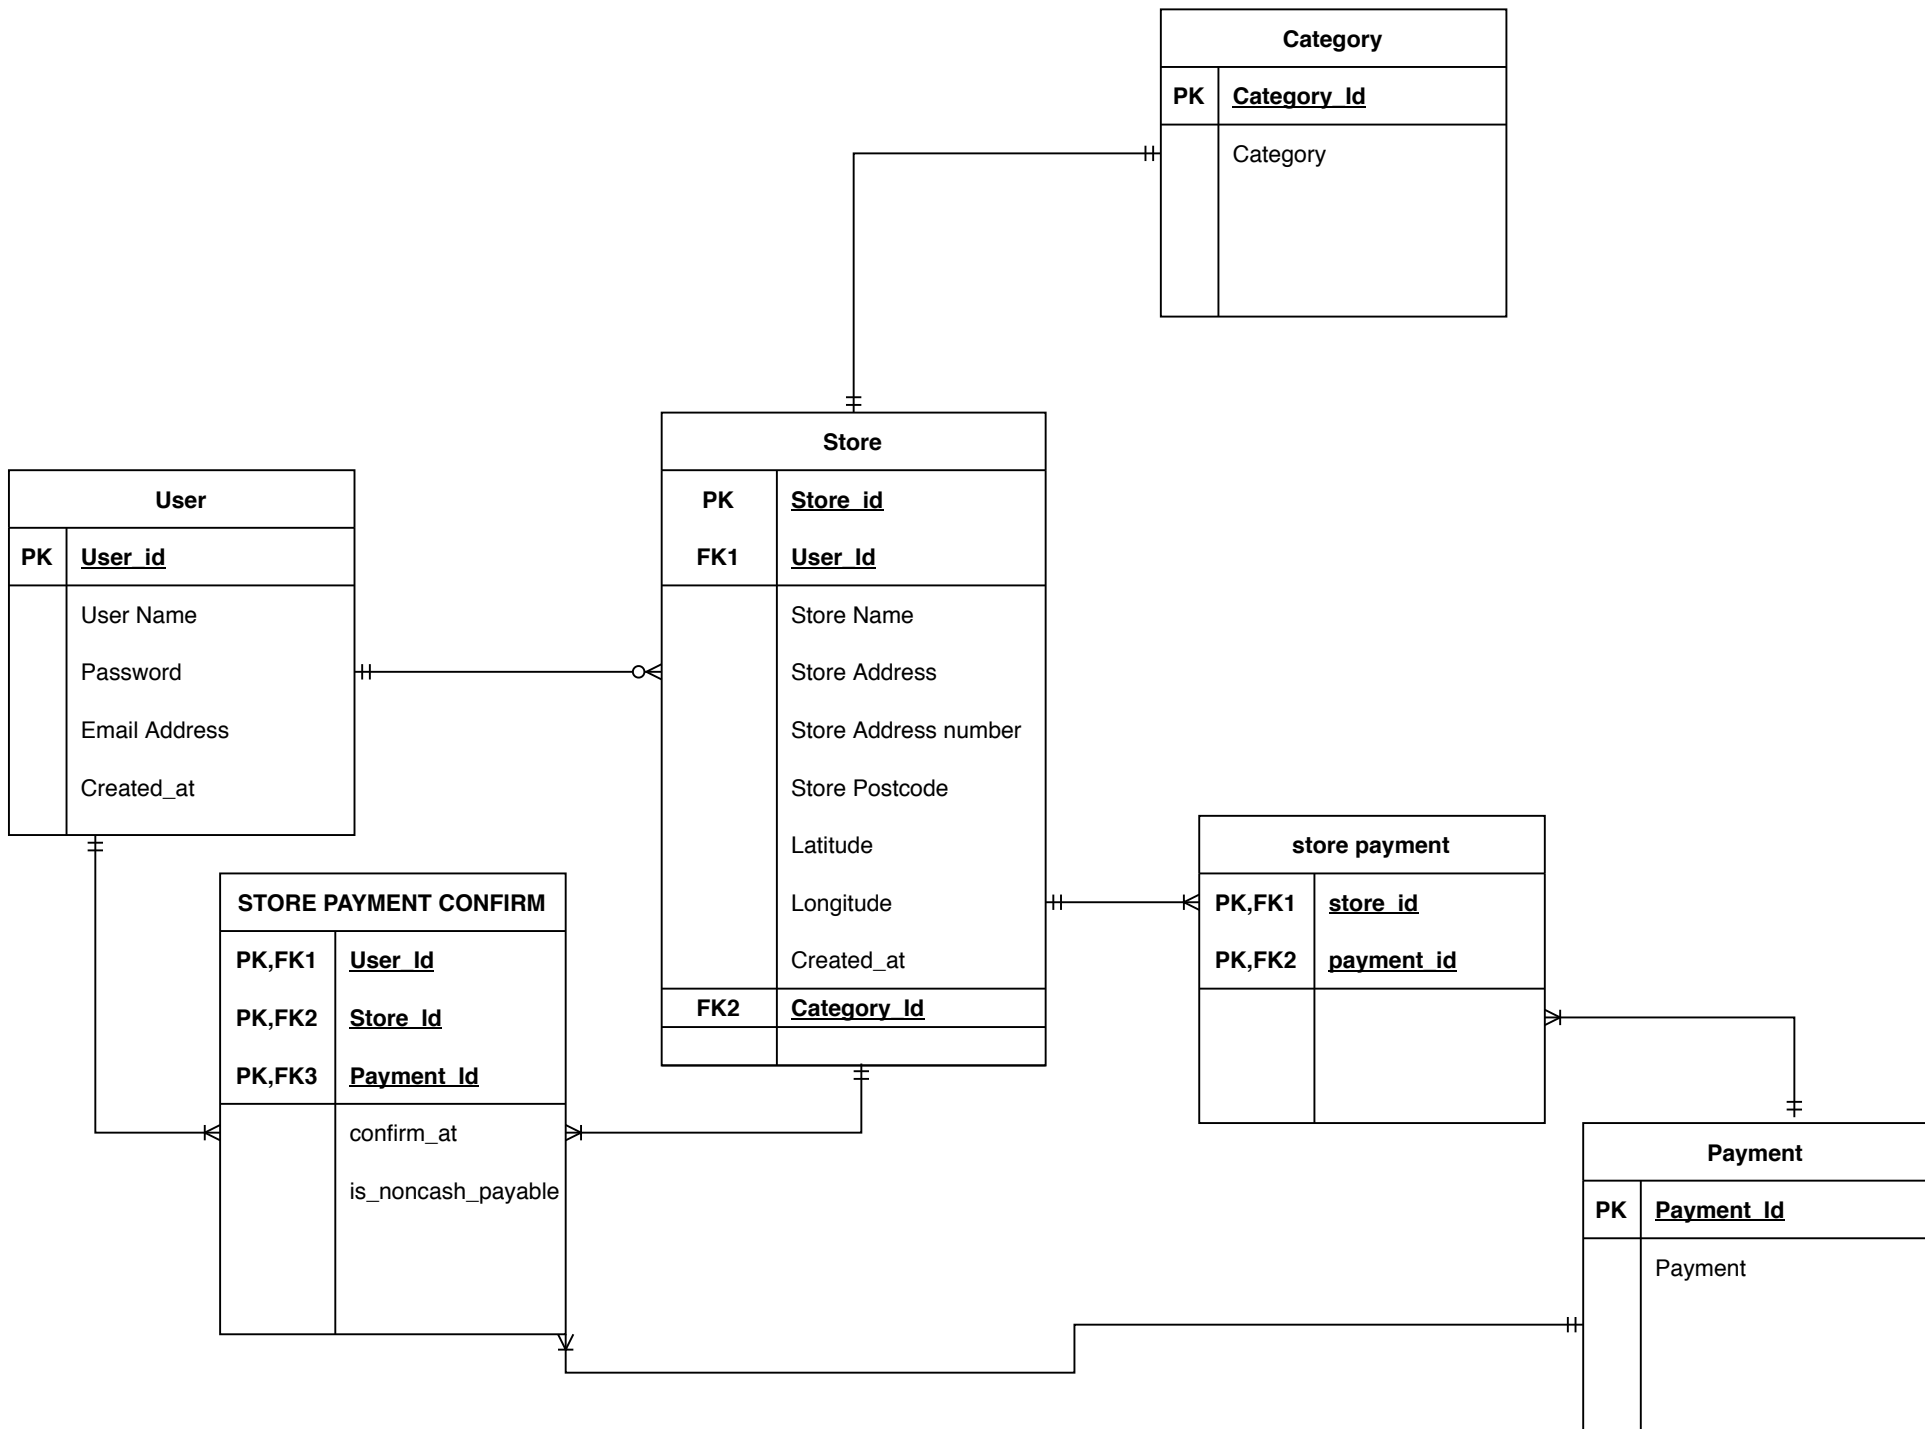 Category
PK Category_Id
Category
Store
PK Store_id
FK1 User_Id
Store Name
Store Address
Store Address number
Store Postcode
Latitude
Longitude
Created_at
FK2 Category_Id
User
PK User_id
User Name
Password
Email Address
Created_at
STORE PAYMENT CONFIRM
PK,FK1 User_Id
PK,FK2 Store_Id
PK,FK3 Payment_Id
confirm_at
is_noncash_payable
store payment
PK,FK1 store_id
PK,FK2 payment_id
Payment
PK Payment_Id
Payment